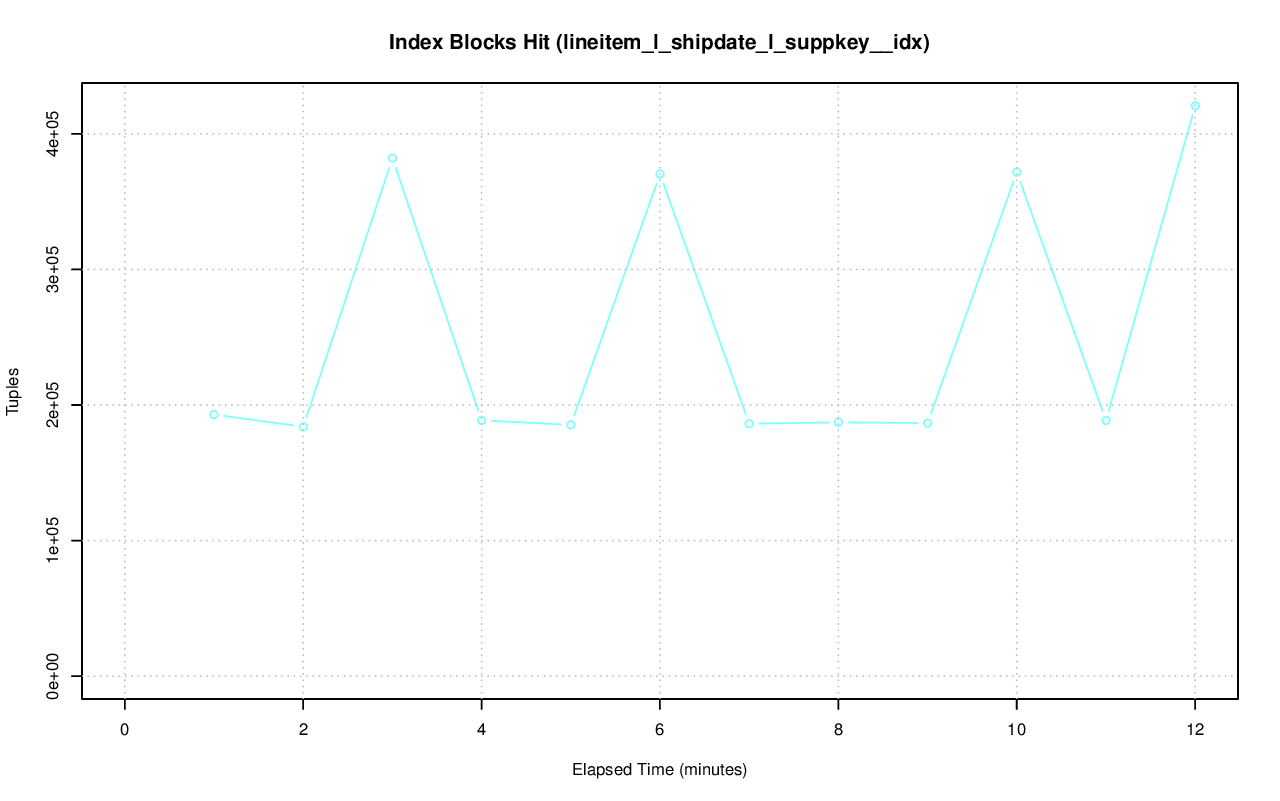 Index Blocks Hit (lineitem_l_shipdate_l_suppkey__idx)
Tuples
4e+05
3e+05
2e+05
1e+05
0e+00
0 2 4 6 8 10 12
Elapsed Time (minutes)